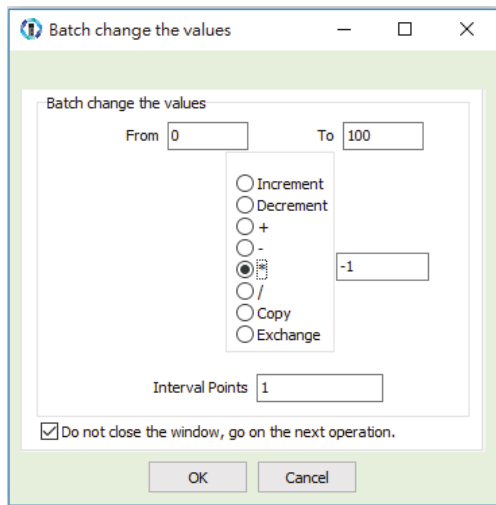 Batch change the values
Batch change the values
From 0 To 100
Increment
Decrement
+
-
* -1
/
Copy
Exchange
Interval Points 1
Do not close the window, go on the next operation.
OK Cancel